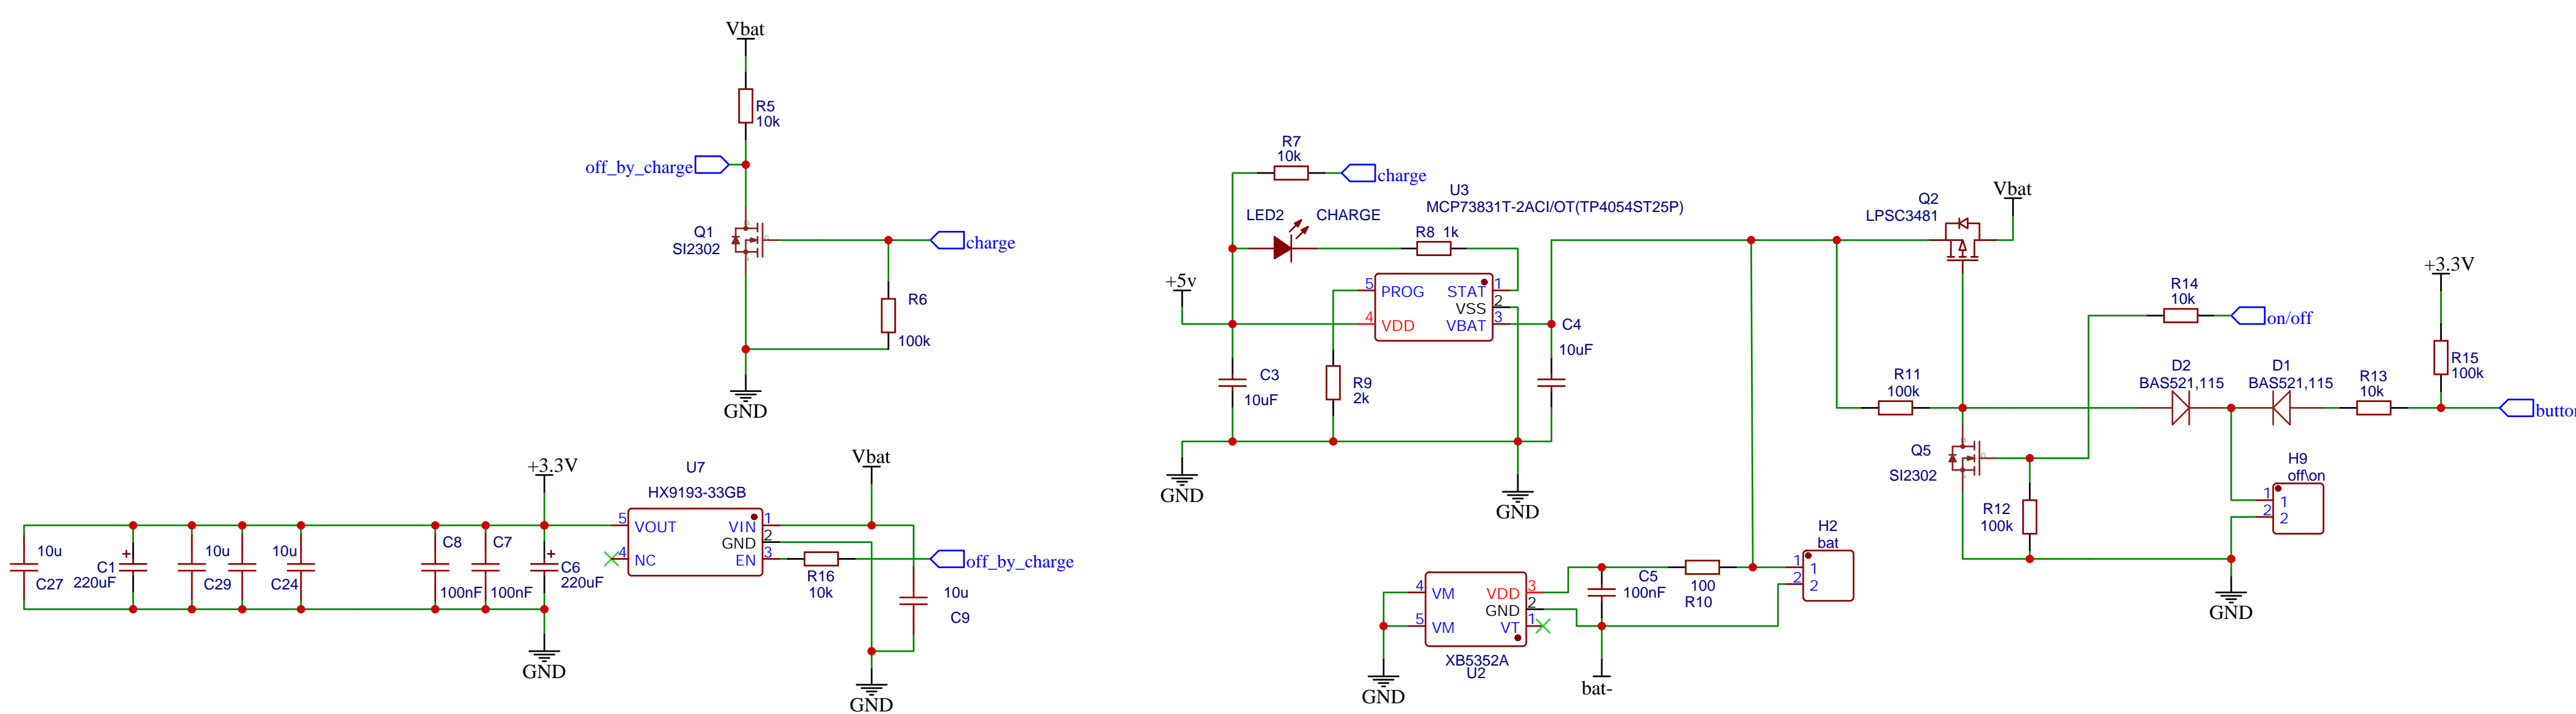 Vbat
R5
10k
off_by_charge
Q1
SI2302
charge
R6
100k
GND
+3.3V
U7
HX9193-33GB
Vbat
5 VOUT
VIN 1
GND 2
4 NC
EN 3
R16
10k
off_by_charge
10u
C27
C1
220uF
10u
C29
10u
C24
C8
100nF
C7
100nF
C6
220uF
10u
C9
GND
GND
R7
10k
charge
LED2
CHARGE
U3
MCP73831T-2ACI/OT(TP4054ST25P)
R8 1k
+5v
5 PROG
STAT 1
VSS 2
4 VDD
VBAT 3
C4
10uF
C3
10uF
R9
2k
GND
GND
Q2
LPSC3481
Vbat
R14
10k
on/off
+3.3V
R15
100k
R11
100k
D2
BAS521,115
D1
BAS521,115
R13
10k
Q5
SI2302
R12
100k
H9
off\on
1 1
2 2
GND
H2
bat
1 1
2 2
4 VM
VDD 3
GND 2
5 VM
VT 1
XB5352A
U2
C5
100nF
100
R10
GND
bat-